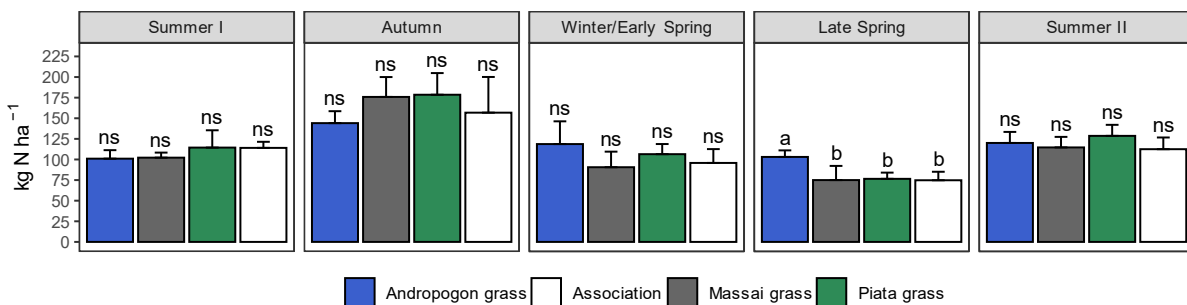 Summer I Autumn Winter/Early Spring Late Spring Summer II
kg N ha⁻¹
225
200
175
150
125
100
75
50
25
0
ns ns ns ns
ns ns ns ns
ns ns ns ns
a b b b
ns ns ns ns
Andropogon grass Association Massai grass Piata grass